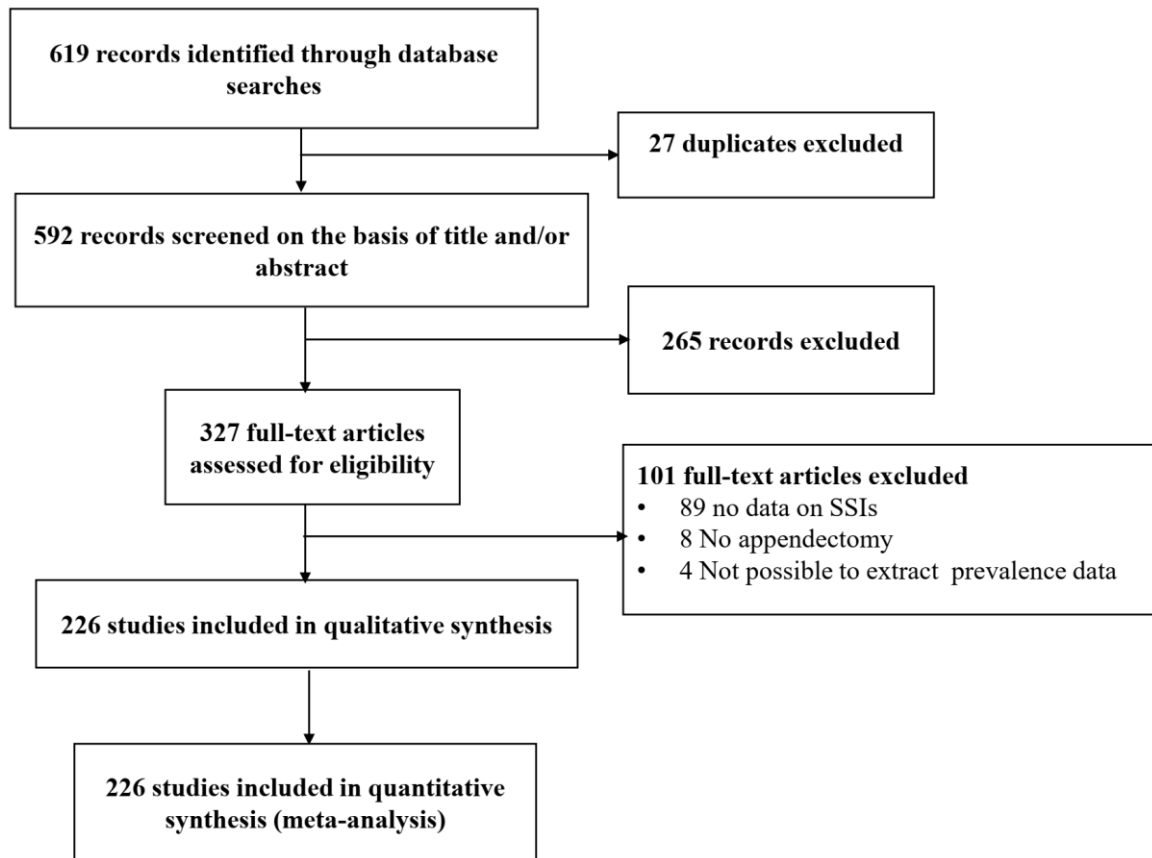 619 records identified through database
searches
27 duplicates excluded
592 records screened on the basis of title and/or
abstract
265 records excluded
327 full-text articles
assessed for eligibility
101 full-text articles excluded
• 89 no data on SSIs
• 8 No appendectomy
• 4 Not possible to extract prevalence data
226 studies included in qualitative synthesis
226 studies included in quantitative
synthesis (meta-analysis)